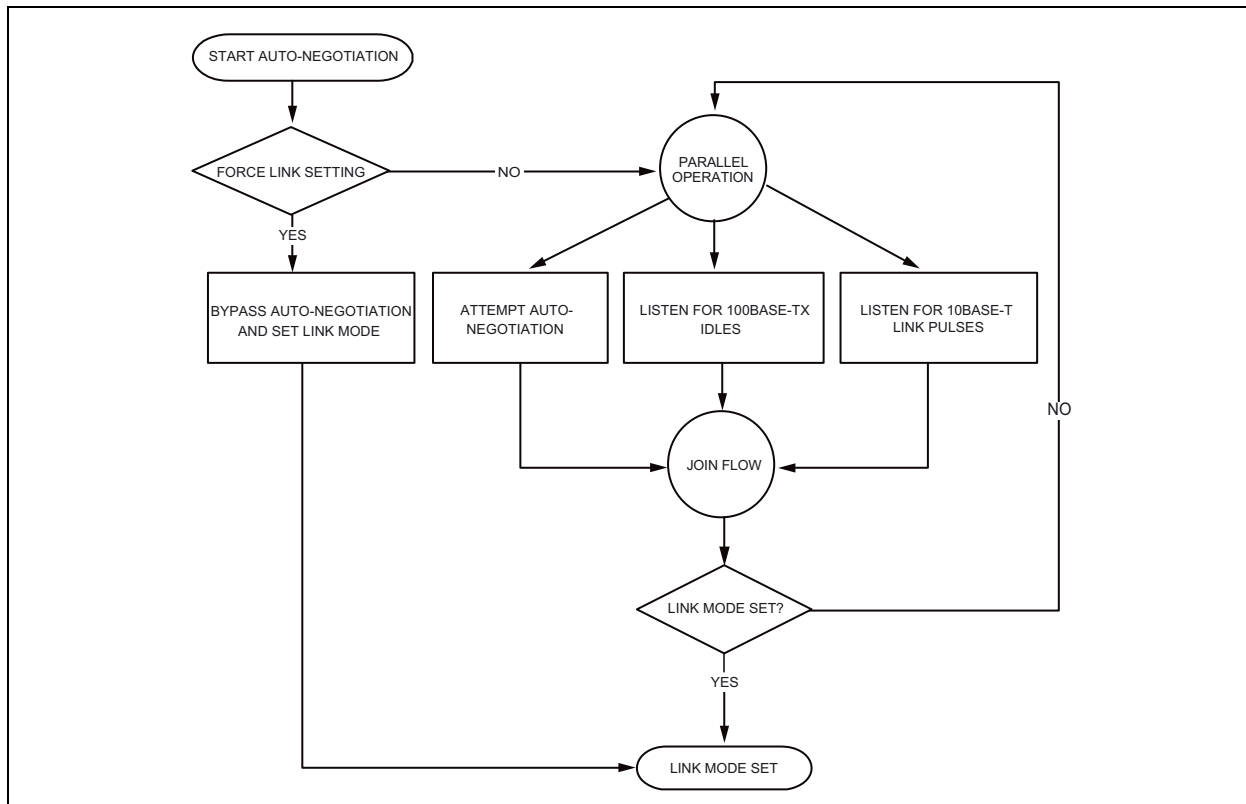 START AUTO-NEGOTIATION
FORCE LINK SETTING
NO
PARALLEL
OPERATION
YES
BYPASS AUTO-NEGOTIATION
AND SET LINK MODE
ATTEMPT AUTO-
NEGOTIATION
LISTEN FOR 100BASE-TX
IDLES
LISTEN FOR 10BASE-T
LINK PULSES
NO
JOIN FLOW
LINK MODE SET?
YES
LINK MODE SET